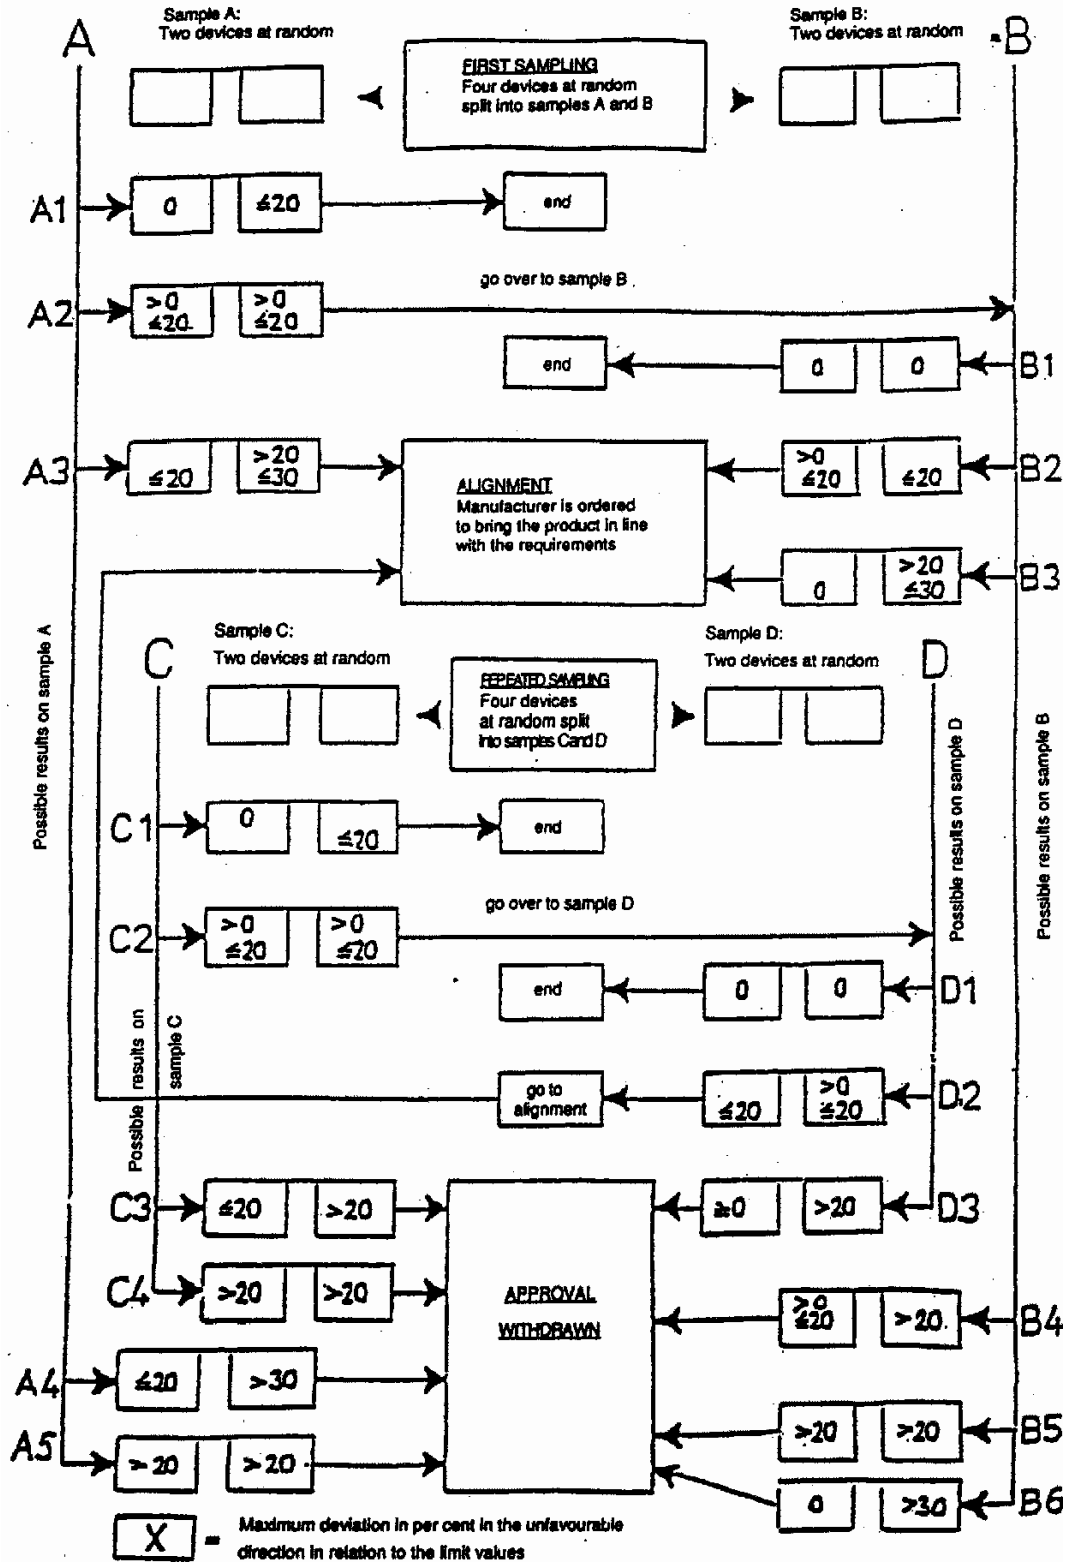 A
Sample A:
Two devices at random
FIRST SAMPLING
Four devices at random
split into samples A and B
Sample B:
Two devices at random
B
A1
0
≤20
end
go over to sample B
A2
>0
≤20
>0
≤20
end
0
0
B1
A3
≤20
>20
≤30
ALIGNMENT
Manufacturer is ordered
to bring the product in line
with the requirements
>0
≤20
≤20
B2
0
>20
≤30
B3
Possible results on sample A
C
Sample C:
Two devices at random
REPEATED SAMPLING
Four devices
at random split
into samples C and D
Sample D:
Two devices at random
D
Possible results on sample D
Possible results on sample B
C1
0
≤20
end
go over to sample D
C2
>0
≤20
>0
≤20
end
0
0
D1
Possible results on
sample C
go to
alignment
≤20
>0
≤20
D2
C3
≤20
>20
≥0
>20
D3
C4
>20
>20
APPROVAL
WITHDRAWN
>0
≤20
>20
B4
A4
≤20
>30
>20
>20
B5
A5
>20
>20
0
>30
B6
X = Maximum deviation in per cent in the unfavourable
direction in relation to the limit values